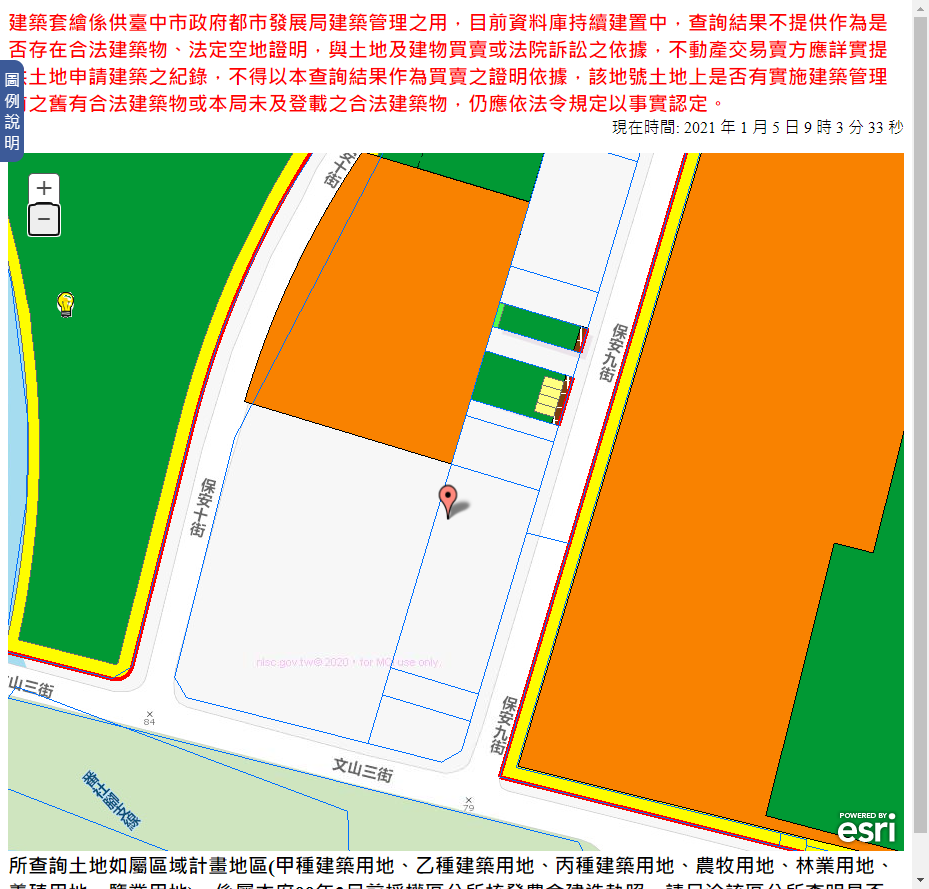 建築套繪係供臺中市政府都市發展局建築管理之用，目前資料庫持續建置中，查詢結果不提供作為是
否存在合法建築物、法定空地證明，與土地及建物買賣或法院訴訟之依據，不動產交易賣方應詳實提
土地申請建築之紀錄，不得以本查詢結果作為買賣之證明依據，該地號土地上是否有實施建築管理
之舊有合法建築物或本局未及登載之合法建築物，仍應依法令規定以事實認定。
圖例說明
現在時間: 2021 年 1 月 5 日 9 時 3 分 33 秒
+
−
保安十街
保安九街
保安十街
nlsc.gov.tw© 2020，for MOI use only.
山三街
84
保安九街
文山三街
79
番社腳支線
POWERED BY
esri
所查詢土地如屬區域計畫地區(甲種建築用地、乙種建築用地、丙種建築用地、農牧用地、林業用地、